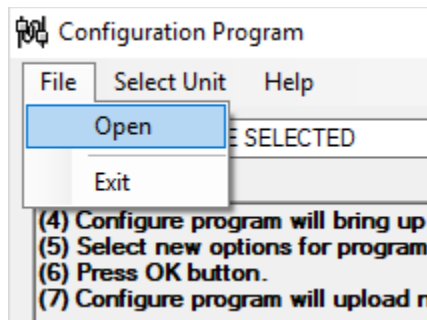 Configuration Program
File Select Unit Help
Open
SELECTED
Exit
(4) Configure program will bring up
(5) Select new options for program
(6) Press OK button.
(7) Configure program will upload